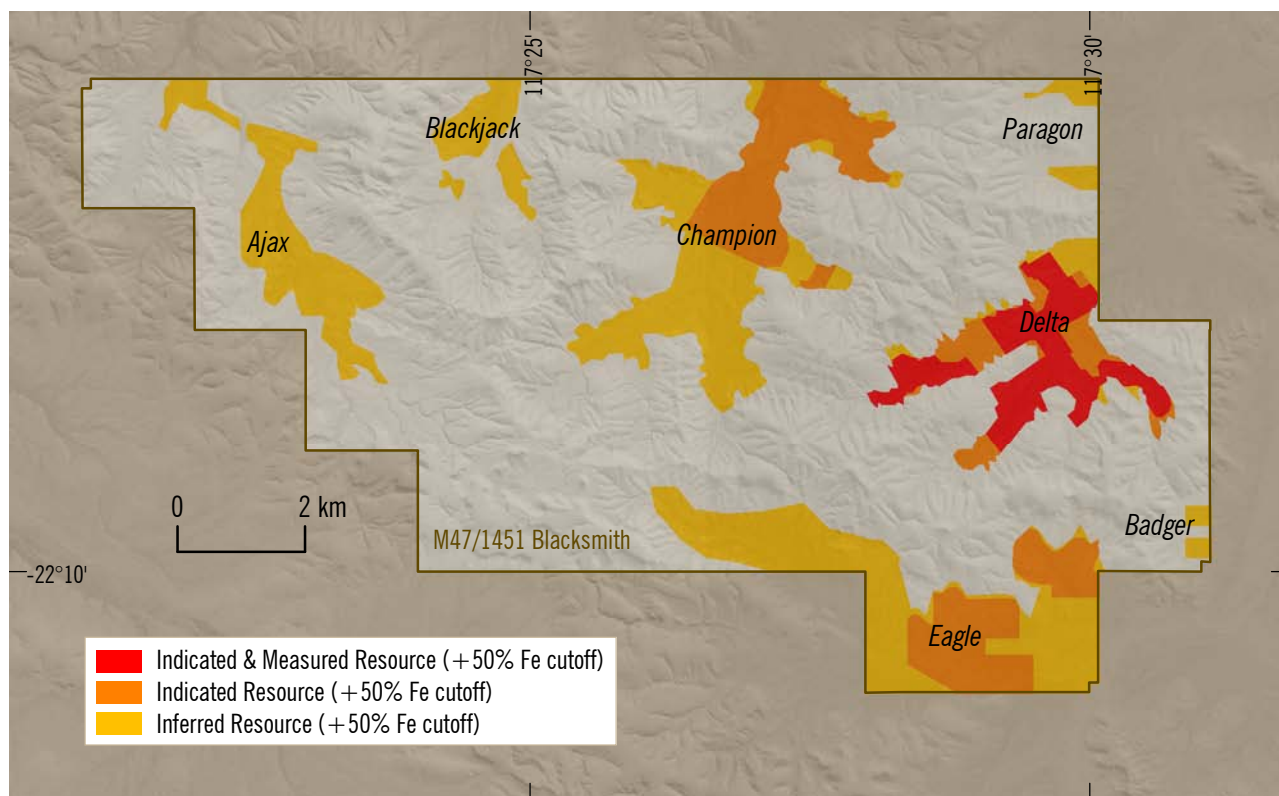 117°25'
117°30'
Blackjack
Paragon
Ajax
Champion
Delta
0 2 km
Badger
M47/1451 Blacksmith
-22°10'
Eagle
Indicated & Measured Resource (+50% Fe cutoff)
Indicated Resource (+50% Fe cutoff)
Inferred Resource (+50% Fe cutoff)